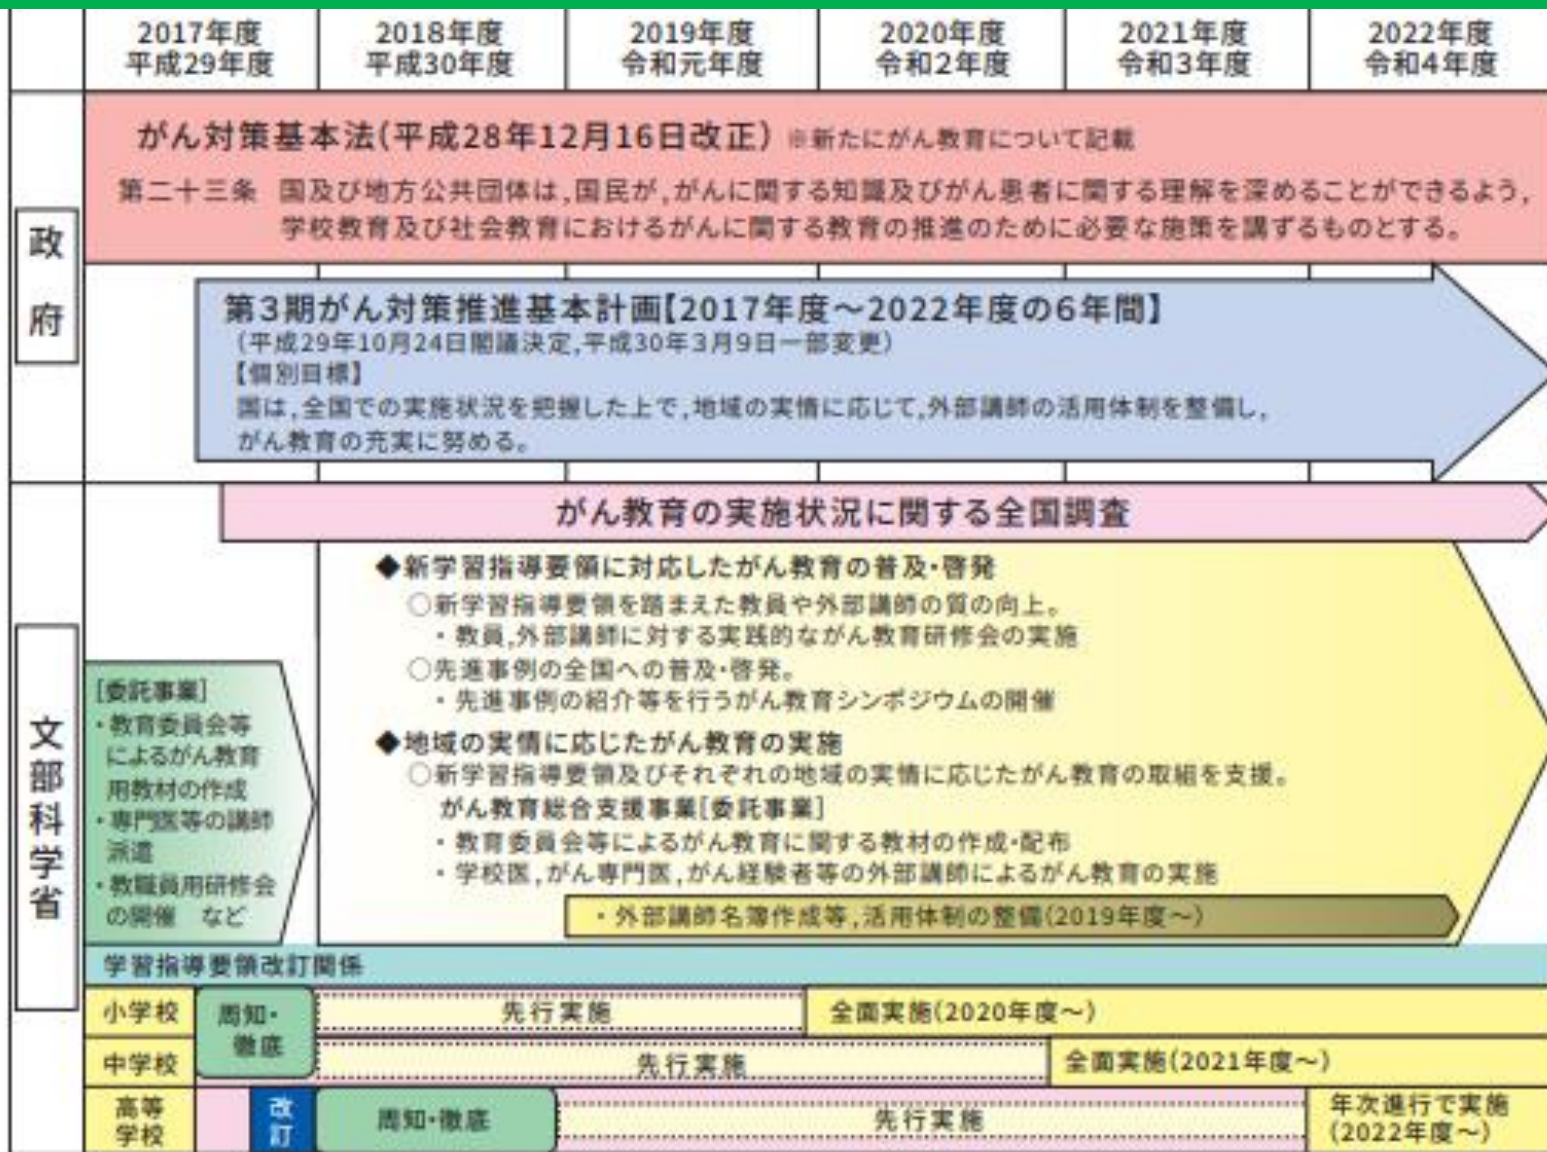 2017年度
平成29年度
2018年度
平成30年度
2019年度
令和元年度
2020年度
令和2年度
2021年度
令和3年度
2022年度
令和4年度
政府
がん対策基本法(平成28年12月16日改正) ※新たにがん教育について記載
第二十三条 国及び地方公共団体は,国民が,がんに関する知識及びがん患者に関する理解を深めることができるよう,
学校教育及び社会教育におけるがんに関する教育の推進のために必要な施策を講ずるものとする。
第3期がん対策推進基本計画【2017年度～2022年度の6年間】
(平成29年10月24日閣議決定,平成30年3月9日一部変更)
【個別目標】
国は,全国での実施状況を把握した上で,地域の実情に応じて,外部講師の活用体制を整備し,
がん教育の充実に努める。
文部科学省
がん教育の実施状況に関する全国調査
[委託事業]
・教育委員会等
によるがん教育
用教材の作成
・専門医等の講師
派遣
・教職員用研修会
の開催 など
◆新学習指導要領に対応したがん教育の普及・啓発
○新学習指導要領を踏まえた教員や外部講師の質の向上。
・教員,外部講師に対する実践的ながん教育研修会の実施
○先進事例の全国への普及・啓発。
・先進事例の紹介等を行うがん教育シンポジウムの開催
◆地域の実情に応じたがん教育の実施
○新学習指導要領及びそれぞれの地域の実情に応じたがん教育の取組を支援。
がん教育総合支援事業[委託事業]
・教育委員会等によるがん教育に関する教材の作成・配布
・学校医,がん専門医,がん経験者等の外部講師によるがん教育の実施
・外部講師名簿作成等,活用体制の整備(2019年度～)
学習指導要領改訂関係
小学校
周知・
徹底
先行実施
全面実施(2020年度～)
中学校
先行実施
全面実施(2021年度～)
高等
学校
改訂
周知・徹底
先行実施
年次進行で実施
(2022年度～)